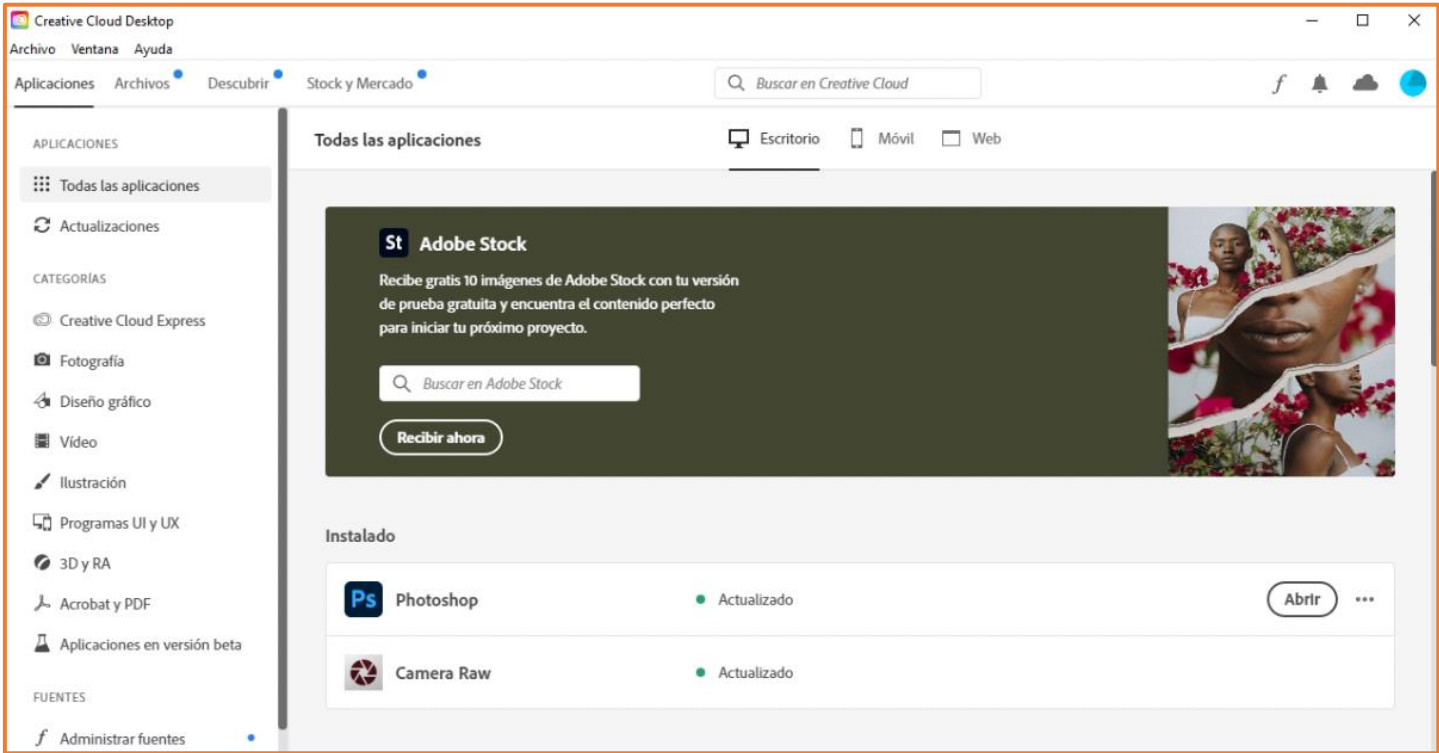 Creative Cloud Desktop
Archivo Ventana Ayuda
Aplicaciones Archivos Descubrir Stock y Mercado Buscar en Creative Cloud
APLICACIONES
Todas las aplicaciones
Actualizaciones
CATEGORÍAS
Creative Cloud Express
Fotografía
Diseño gráfico
Vídeo
Ilustración
Programas UI y UX
3D y RA
Acrobat y PDF
Aplicaciones en versión beta
FUENTES
Administrar fuentes
Todas las aplicaciones Escritorio Móvil Web
St Adobe Stock
Recibe gratis 10 imágenes de Adobe Stock con tu versión
de prueba gratuita y encuentra el contenido perfecto
para iniciar tu próximo proyecto.
Buscar en Adobe Stock
Recibir ahora
Instalado
Ps Photoshop Actualizado Abrir
Camera Raw Actualizado